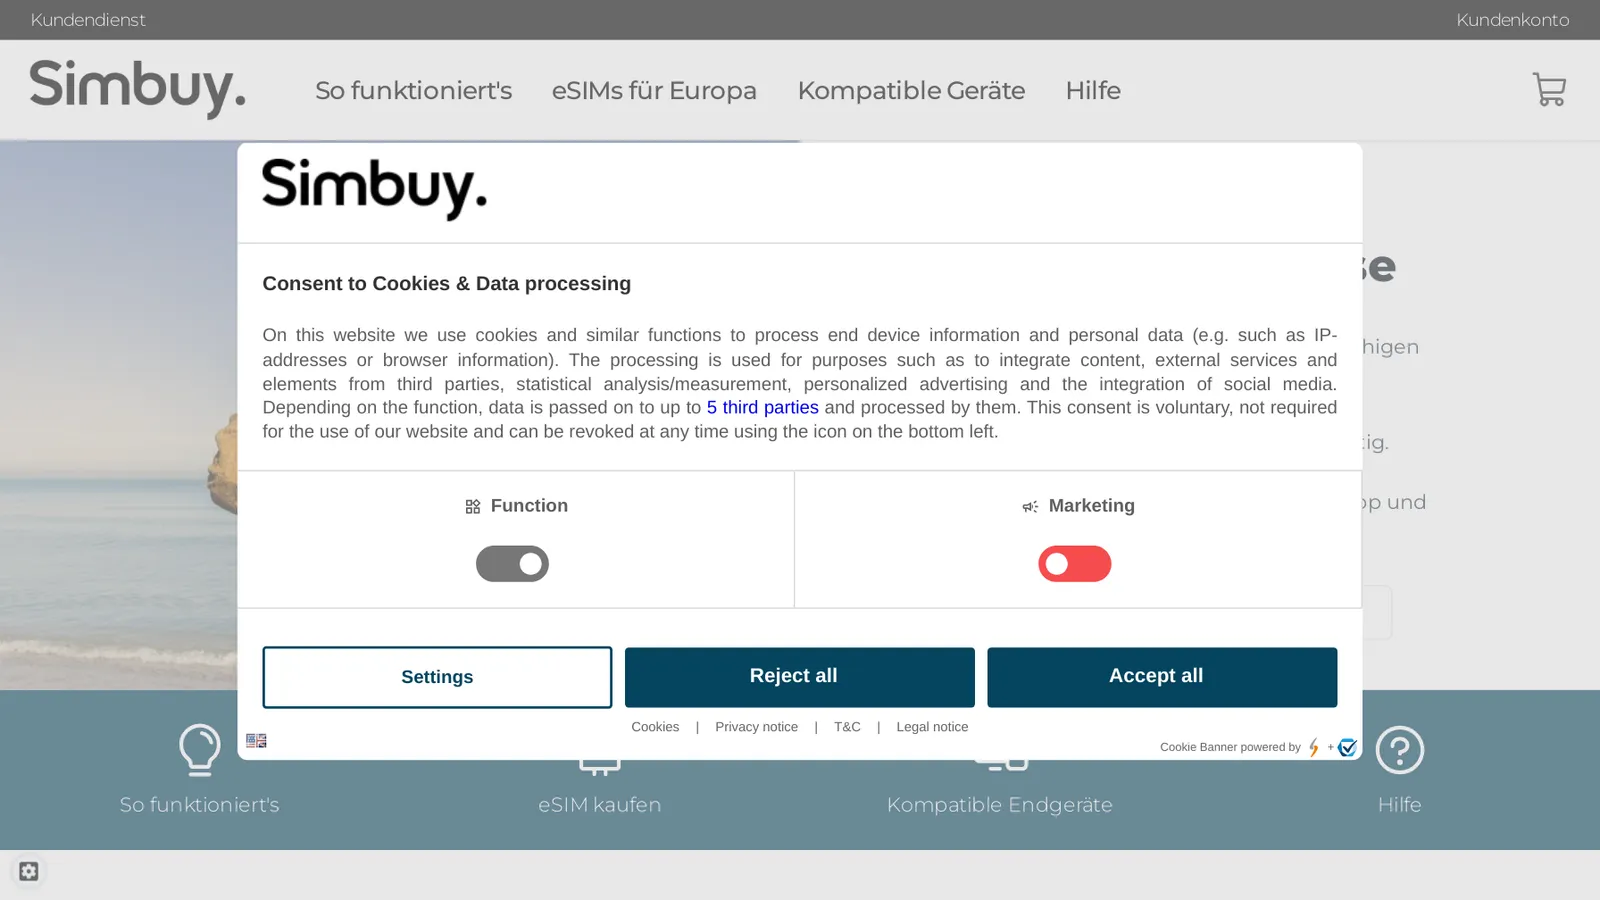 Kundendienst
Kundenkonto
Simbuy.
So funktioniert's
eSIMs für Europa
Kompatible Geräte
Hilfe
Simbuy.
Consent to Cookies & Data processing
On this website we use cookies and similar functions to process end device information and personal data (e.g. such as IP-
addresses or browser information). The processing is used for purposes such as to integrate content, external services and
elements from third parties, statistical analysis/measurement, personalized advertising and the integration of social media.
Depending on the function, data is passed on to up to 5 third parties and processed by them. This consent is voluntary, not required
for the use of our website and can be revoked at any time using the icon on the bottom left.
Function
Marketing
Settings
Reject all
Accept all
Cookies | Privacy notice | T&C | Legal notice
Cookie Banner powered by +
und
So funktioniert's
eSIM kaufen
Kompatible Endgeräte
Hilfe